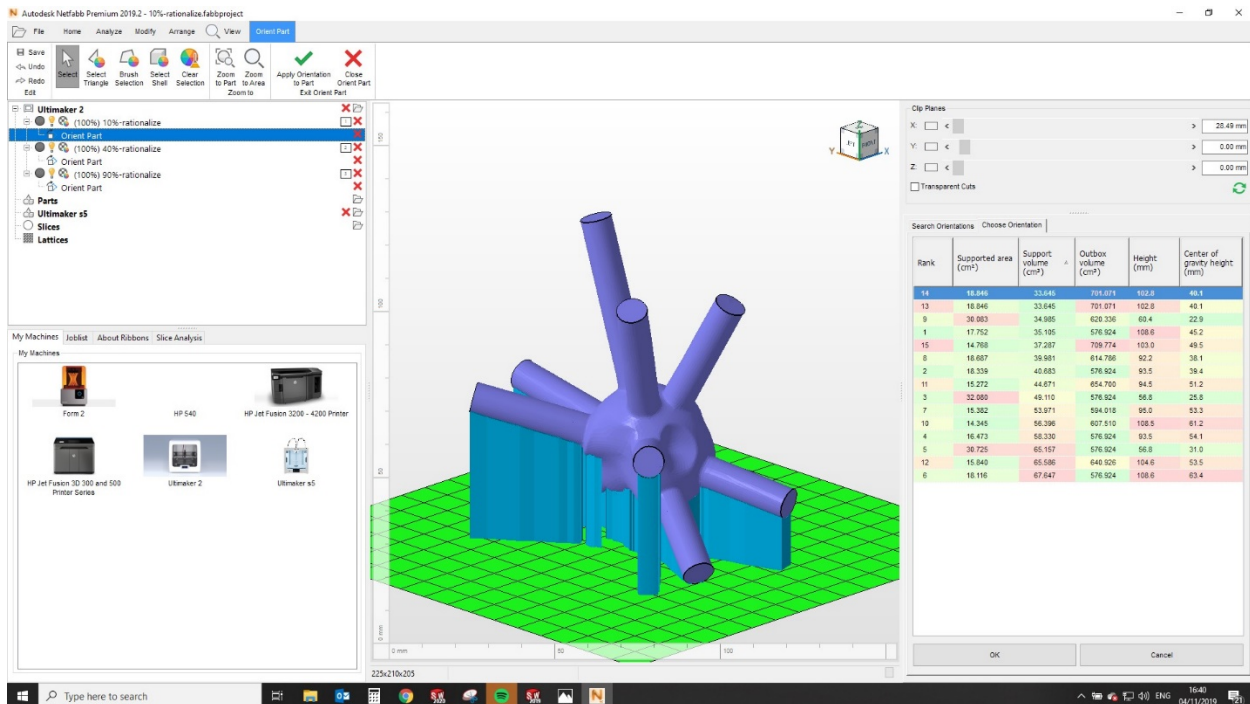 Autodesk Netfabb Premium 2019.2 - 10%-rationalize.fabbproject
File Home Analyze Modify Arrange View Orient Part
Save
Undo
Redo
Edit
Select
Select Triangle
Brush Selection
Select Shell
Clear Selection
Zoom to Part
Zoom to Area
Zoom to
Apply Orientation to Part
Close Orient Part
Exit Orient Part
Ultimaker 2
(100%) 10%-rationalize
Orient Part
(100%) 40%-rationalize
Orient Part
(100%) 90%-rationalize
Orient Part
Parts
Ultimaker s5
Slices
Lattices
My Machines Joblist About Ribbons Slice Analysis
My Machines
Form 2
HP 540
HP Jet Fusion 3200 - 4200 Printer
HP Jet Fusion 3D 300 and 500 Printer Series
Ultimaker 2
Ultimaker s5
150
100
50
0 mm
0 mm 50 100
Z
Y X
225x210x205
Clip Planes
X: < > 28.49 mm
Y: < > 0.00 mm
Z: < > 0.00 mm
Transparent Cuts
Search Orientations Choose Orientation
Rank Supported area (cm²) Support volume (cm³) Outbox volume (cm³) Height (mm) Center of gravity height (mm)
14 18.846 33.645 701.071 102.8 40.1
13 18.846 33.645 701.071 102.8 40.1
9 30.083 34.985 620.336 60.4 22.9
1 17.752 35.105 576.924 108.6 45.2
15 14.768 37.287 709.774 103.0 49.5
8 18.687 39.981 614.786 92.2 38.1
2 18.339 40.683 576.924 93.5 39.4
11 15.272 44.671 654.700 94.5 51.2
3 32.080 49.110 576.924 56.8 25.8
7 15.382 53.971 594.018 95.0 53.3
10 14.345 56.396 607.510 108.5 61.2
4 16.473 58.330 576.924 93.5 54.1
5 30.725 65.157 576.924 56.8 31.0
12 15.840 65.586 640.926 104.6 53.5
6 16.116 67.647 576.924 108.6 63.4
OK Cancel
Type here to search
ENG
16:40
04/11/2019